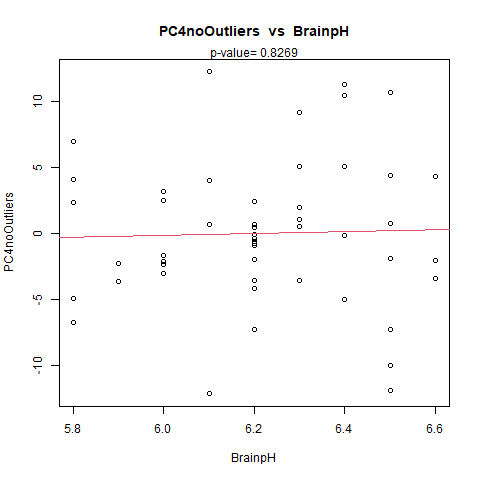 PC4noOutliers vs BrainpH
p-value= 0.8269
PC4noOutliers
10
5
0
-5
-10
5.8 6.0 6.2 6.4 6.6
BrainpH